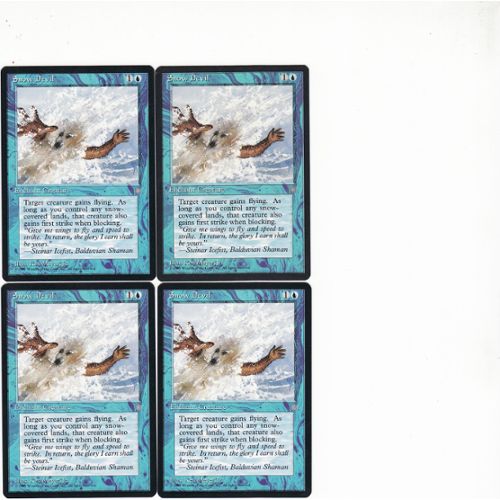 Snow Devil 1
Enchant Creature
Target creature gains flying. As
long as you control any snow-
covered lands, that creature also
gains first strike when blocking.
"Give me wings to fly and speed to
strike. In return, the glory I earn shall
be yours."
—Steinar Icefist, Balduvian Shaman
Snow Devil 1
Enchant Creature
Target creature gains flying. As
long as you control any snow-
covered lands, that creature also
gains first strike when blocking.
"Give me wings to fly and speed to
strike. In return, the glory I earn shall
be yours."
—Steinar Icefist, Balduvian Shaman
Snow Devil 1
Enchant Creature
Target creature gains flying. As
long as you control any snow-
covered lands, that creature also
gains first strike when blocking.
"Give me wings to fly and speed to
strike. In return, the glory I earn shall
be yours."
—Steinar Icefist, Balduvian Shaman
Snow Devil 1
Enchant Creature
Target creature gains flying. As
long as you control any snow-
covered lands, that creature also
gains first strike when blocking.
"Give me wings to fly and speed to
strike. In return, the glory I earn shall
be yours."
—Steinar Icefist, Balduvian Shaman